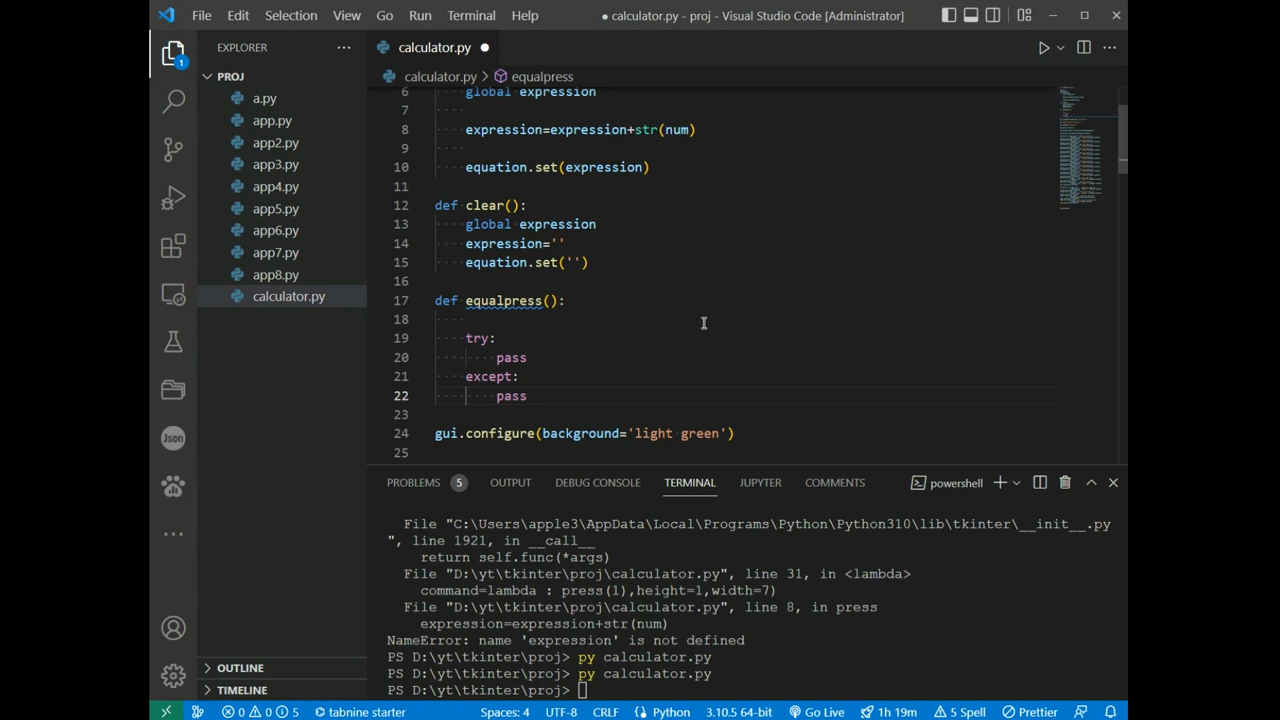 File Edit Selection View Go Run Terminal Help ● calculator.py - proj - Visual Studio Code [Administrator]
EXPLORER
calculator.py
PROJ
calculator.py > equalpress
a.py
app.py
app2.py
app3.py
app4.py
app5.py
app6.py
app7.py
app8.py
calculator.py
1
Json
6 global expression
7
8 expression=expression+str(num)
9
10 equation.set(expression)
11
12 def clear():
13 global expression
14 expression=''
15 equation.set('')
16
17 def equalpress():
18
19 try:
20 pass
21 except:
22 pass
23
24 gui.configure(background='light green')
25
PROBLEMS 5 OUTPUT DEBUG CONSOLE TERMINAL JUPYTER COMMENTS powershell
File "C:\Users\apple3\AppData\Local\Programs\Python\Python310\lib\tkinter\__init__.py
", line 1921, in __call__
return self.func(*args)
File "D:\yt\tkinter\proj\calculator.py", line 31, in <lambda>
command=lambda : press(1),height=1,width=7)
File "D:\yt\tkinter\proj\calculator.py", line 8, in press
expression=expression+str(num)
NameError: name 'expression' is not defined
PS D:\yt\tkinter\proj> py calculator.py
PS D:\yt\tkinter\proj> py calculator.py
PS D:\yt\tkinter\proj>
OUTLINE
TIMELINE
0 0 5 tabnine starter Spaces: 4 UTF-8 CRLF Python 3.10.5 64-bit Go Live 1h 19m 5 Spell Prettier